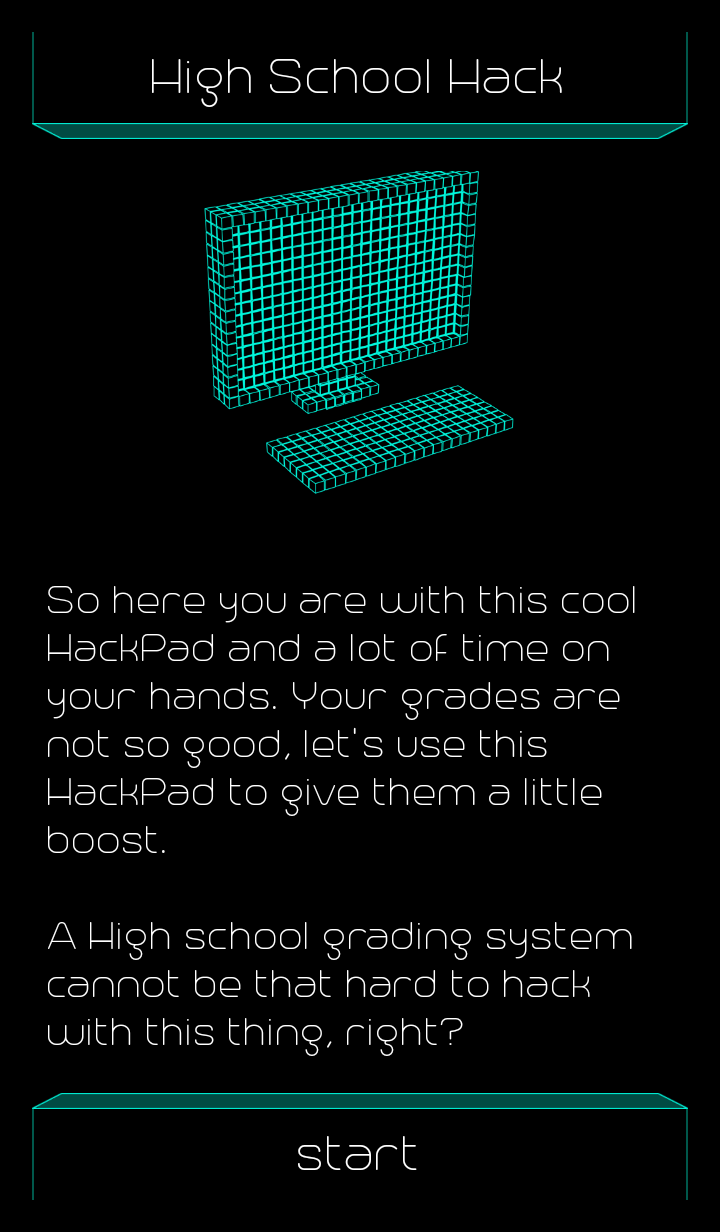 High School Hack
So here you are with this cool
HackPad and a lot of time on
your hands. Your grades are
not so good, let's use this
HackPad to give them a little
boost.
A High school grading system
cannot be that hard to hack
with this thing, right?
start